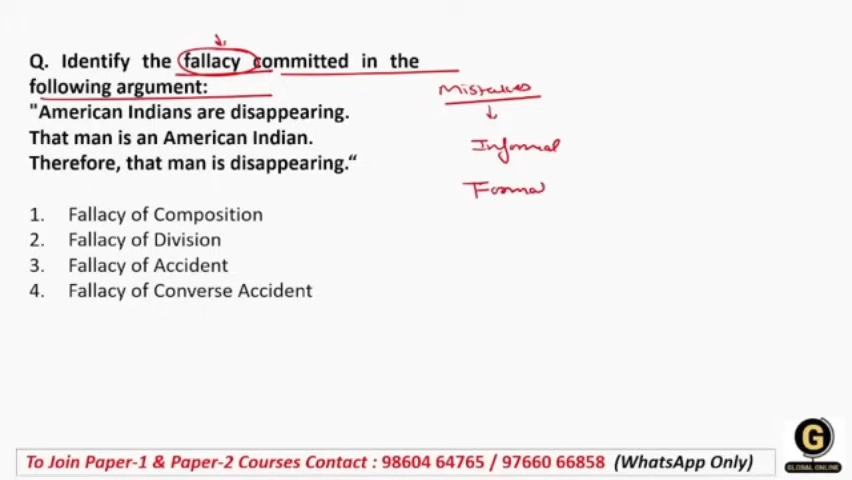 Q. Identify the fallacy committed in the
following argument:
"American Indians are disappearing.
That man is an American Indian.
Therefore, that man is disappearing.“
Mistakes
Informal
Formal
1. Fallacy of Composition
2. Fallacy of Division
3. Fallacy of Accident
4. Fallacy of Converse Accident
G
GLOBAL ONLINE
To Join Paper-1 & Paper-2 Courses Contact : 98604 64765 / 97660 66858 (WhatsApp Only)